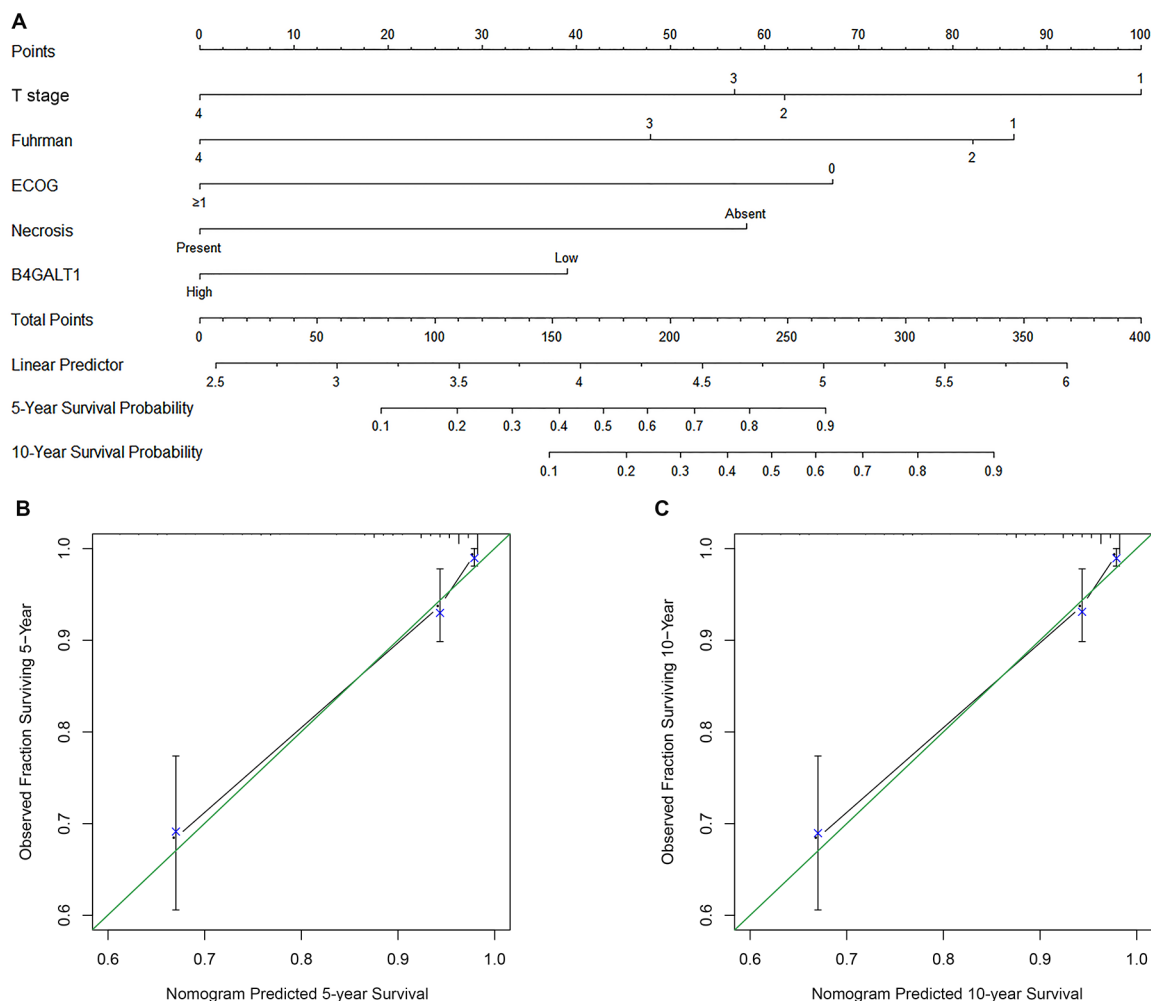 A
Points
0 10 20 30 40 50 60 70 80 90 100
T stage
3 1
4 2
Fuhrman
3 1
4 2
ECOG
0
≥1
Necrosis
Absent
Present
B4GALT1
Low
High
Total Points
0 50 100 150 200 250 300 350 400
Linear Predictor
2.5 3 3.5 4 4.5 5 5.5 6
5-Year Survival Probability
0.1 0.2 0.3 0.4 0.5 0.6 0.7 0.8 0.9
10-Year Survival Probability
0.1 0.2 0.3 0.4 0.5 0.6 0.7 0.8 0.9
B
Observed Fraction Surviving 5−Year
1.0
0.9
0.8
0.7
0.6
0.6 0.7 0.8 0.9 1.0
Nomogram Predicted 5-year Survival
C
Observed Fraction Surviving 10−Year
1.0
0.9
0.8
0.7
0.6
0.6 0.7 0.8 0.9 1.0
Nomogram Predicted 10-year Survival